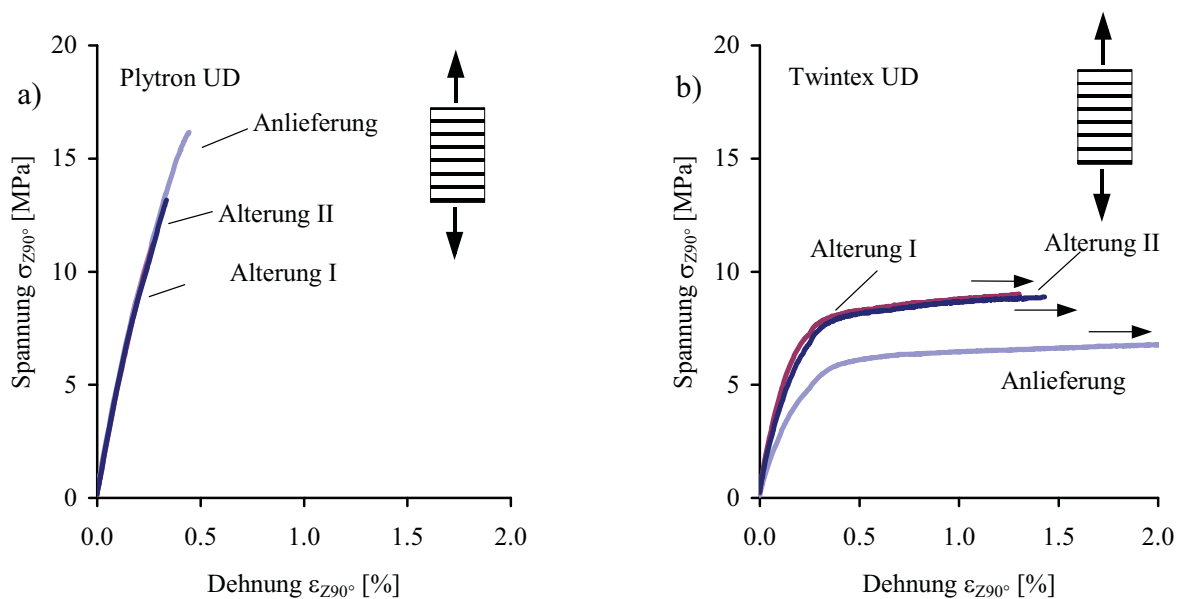 a)
Plytron UD
Anlieferung
Alterung II
Alterung I
Spannung σZ90° [MPa]
20
15
10
5
0
0.0 0.5 1.0 1.5 2.0
Dehnung εZ90° [%]
b)
Twintex UD
Alterung I
Alterung II
Anlieferung
Spannung σZ90° [MPa]
20
15
10
5
0
0.0 0.5 1.0 1.5 2.0
Dehnung εZ90° [%]